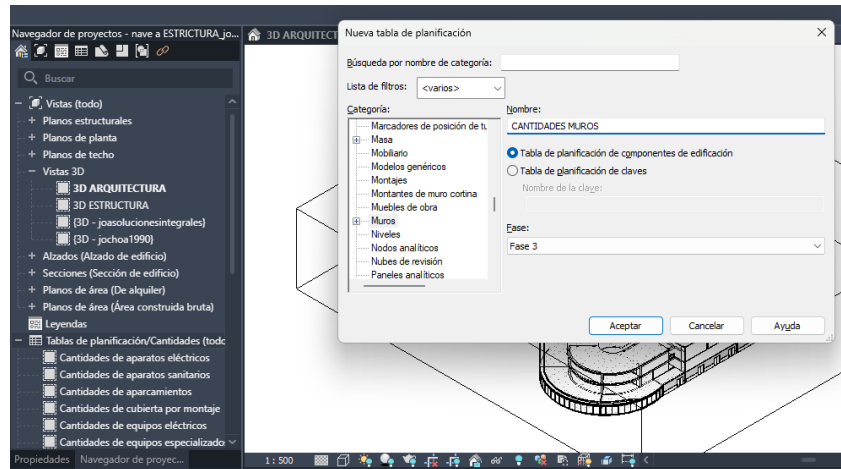 Navegador de proyectos - nave a ESTRICTURA_jo...
Buscar
Vistas (todo)
Planos estructurales
Planos de planta
Planos de techo
Vistas 3D
3D ARQUITECTURA
3D ESTRUCTURA
{3D - joasolucionesintegrales}
{3D - jochoa1990}
Alzados (Alzado de edificio)
Secciones (Sección de edificio)
Planos de área (De alquiler)
Planos de área (Área construida bruta)
Leyendas
Tablas de planificación/Cantidades (todo
Cantidades de aparatos eléctricos
Cantidades de aparatos sanitarios
Cantidades de aparcamientos
Cantidades de cubierta por montaje
Cantidades de equipos eléctricos
Cantidades de equipos especializado
Propiedades Navegador de proyec...
3D ARQUITECT
Nueva tabla de planificación
Búsqueda por nombre de categoría:
Lista de filtros: <varios>
Categoría:
Marcadores de posición de tu
Masa
Mobiliario
Modelos genéricos
Montajes
Montantes de muro cortina
Muebles de obra
Muros
Niveles
Nodos analíticos
Nubes de revisión
Paneles analíticos
Nombre:
CANTIDADES MUROS
Tabla de planificación de componentes de edificación
Tabla de planificación de claves
Nombre de la clave:
Fase:
Fase 3
Aceptar Cancelar Ayuda
1 : 500